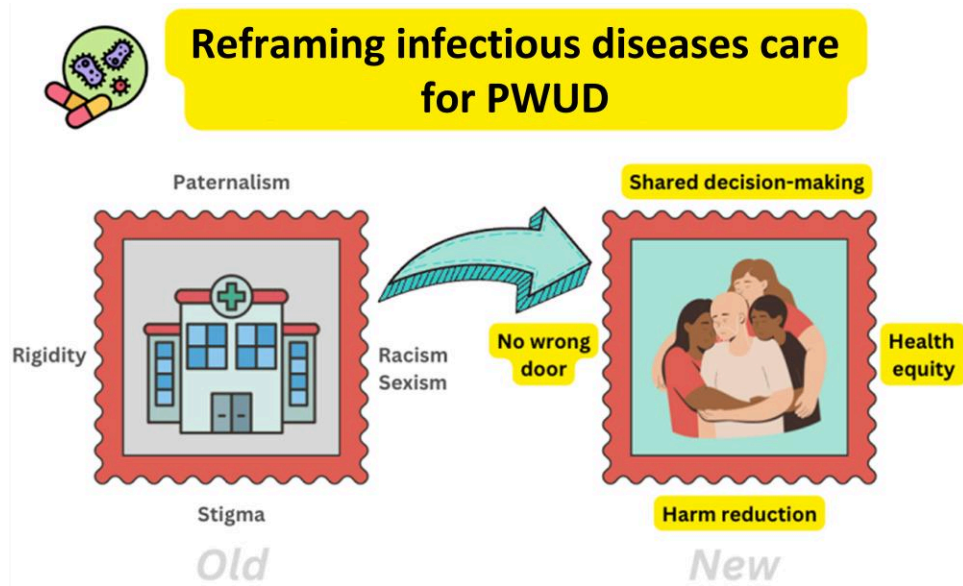 Reframing infectious diseases care
for PWUD
Paternalism
Rigidity
Racism
Sexism
Stigma
Old
Shared decision-making
No wrong
door
Health
equity
Harm reduction
New